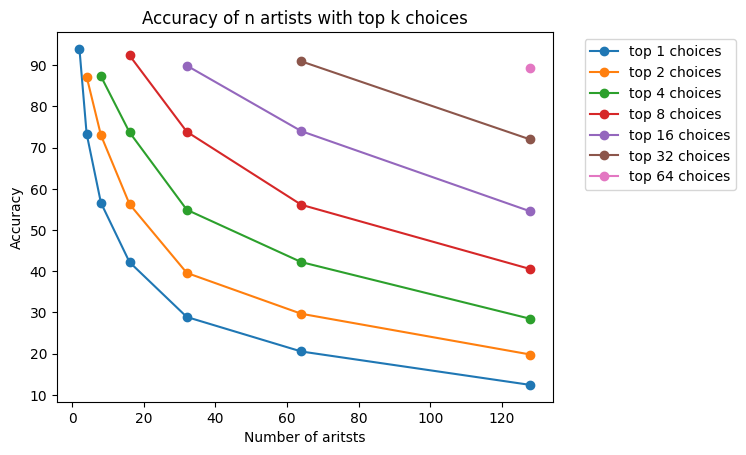 Accuracy of n artists with top k choices
Accuracy
90
80
70
60
50
40
30
20
10
0
20
40
60
80
100
120
Number of aritsts
top 1 choices
top 2 choices
top 4 choices
top 8 choices
top 16 choices
top 32 choices
top 64 choices